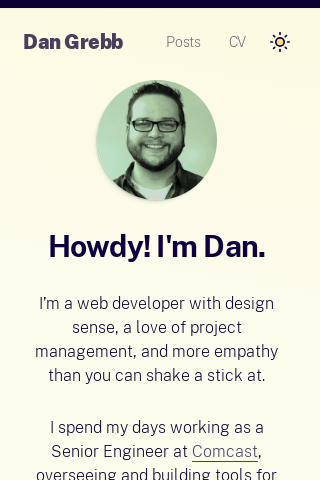 Dan Grebb
Posts
CV
Howdy! I'm Dan.
I’m a web developer with design
sense, a love of project
management, and more empathy
than you can shake a stick at.
I spend my days working as a
Senior Engineer at Comcast,
overseeing and building tools for